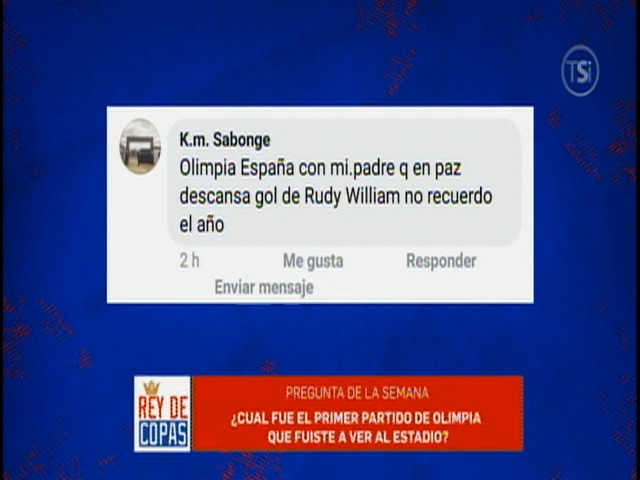 TSi
K.m. Sabonge
Olimpia España con mi.padre q en paz
descansa gol de Rudy William no recuerdo
el año
2 h Me gusta Responder
Enviar mensaje
REY DE
COPAS
PREGUNTA DE LA SEMANA
¿CUAL FUE EL PRIMER PARTIDO DE OLIMPIA
QUE FUISTE A VER AL ESTADIO?